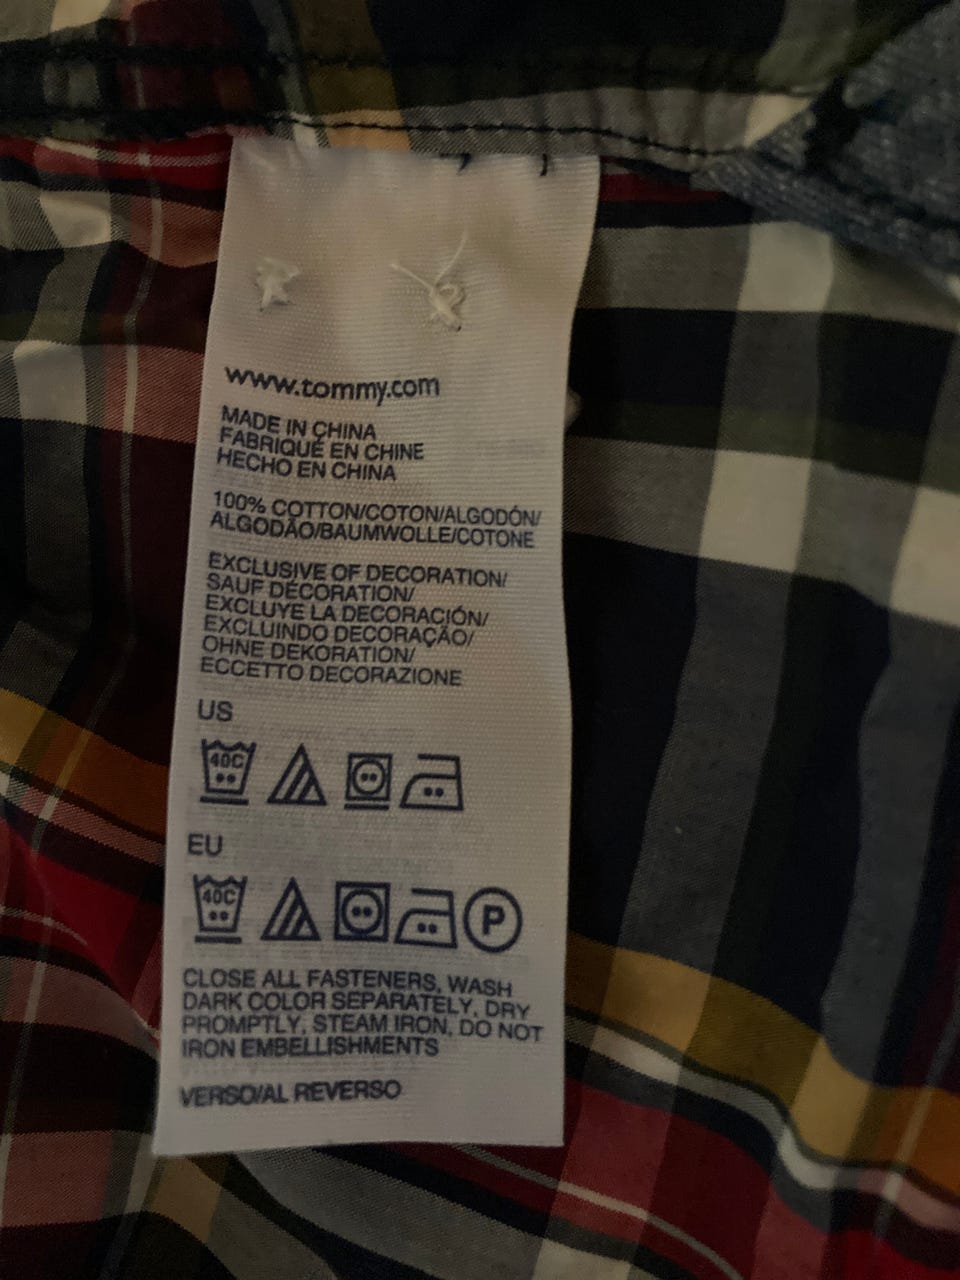 www.tommy.com
MADE IN CHINA
FABRIQUÉ EN CHINE
HECHO EN CHINA
100% COTTON/COTON/ALGODÓN/
ALGODÃO/BAUMWOLLE/COTONE
EXCLUSIVE OF DECORATION/
SAUF DÉCORATION/
EXCLUYE LA DECORACIÓN/
EXCLUINDO DECORAÇÃO/
OHNE DEKORATION/
ECCETTO DECORAZIONE
US
40C
EU
40C P
CLOSE ALL FASTENERS, WASH
DARK COLOR SEPARATELY, DRY
PROMPTLY, STEAM IRON, DO NOT
IRON EMBELLISHMENTS
VERSO/AL REVERSO